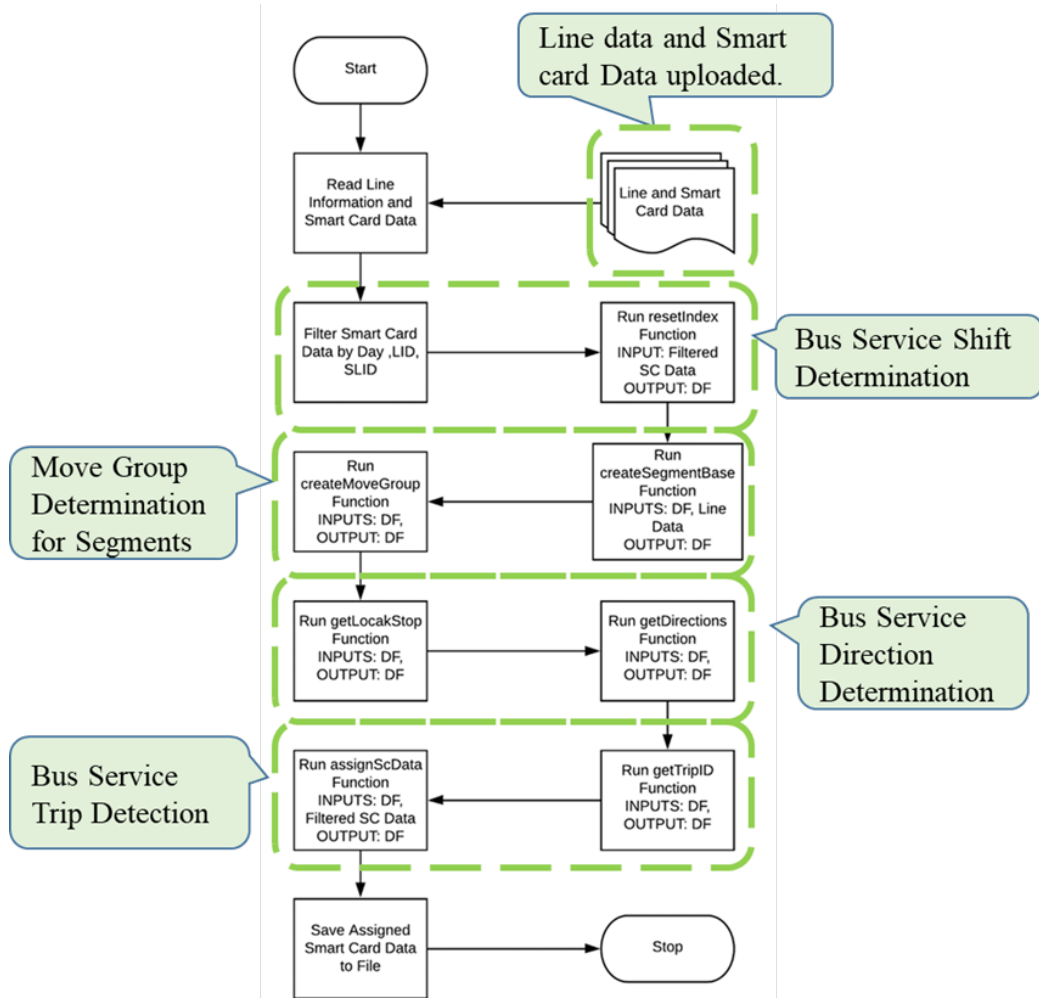 Start
Line data and Smart
card Data uploaded.
Read Line
Information and
Smart Card Data
Line and Smart
Card Data
Filter Smart Card
Data by Day ,LID,
SLID
Run resetIndex
Function
INPUT: Filtered
SC Data
OUTPUT: DF
Bus Service Shift
Determination
Move Group
Determination
for Segments
Run
createMoveGroup
Function
INPUTS: DF,
OUTPUT: DF
Run
createSegmentBase
Function
INPUTS: DF, Line
Data
OUTPUT: DF
Run getLocakStop
Function
INPUTS: DF,
OUTPUT: DF
Run getDirections
Function
INPUTS: DF,
OUTPUT: DF
Bus Service
Direction
Determination
Bus Service
Trip Detection
Run assignScData
Function
INPUTS: DF,
Filtered SC Data
OUTPUT: DF
Run getTripID
Function
INPUTS: DF,
OUTPUT: DF
Save Assigned
Smart Card Data
to File
Stop